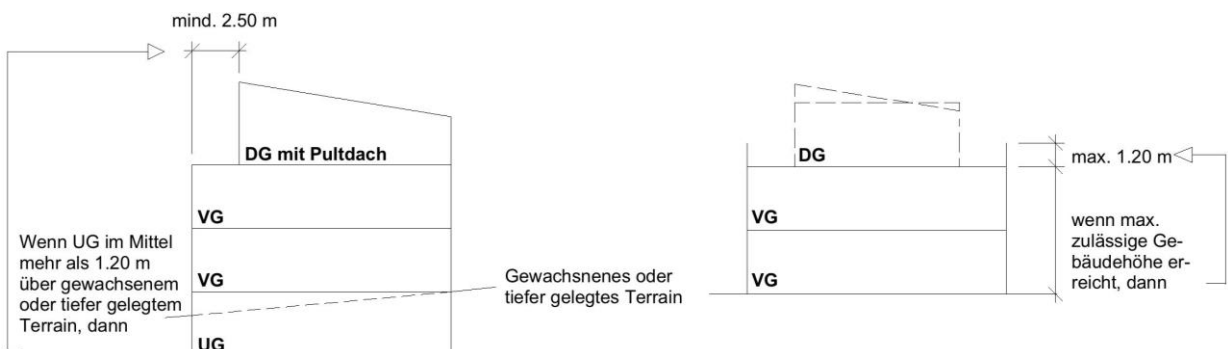 mind. 2.50 m
DG mit Pultdach
VG
VG
UG
Wenn UG im Mittel
mehr als 1.20 m
über gewachsenem
oder tiefer gelegtem
Terrain, dann
Gewachsnenes oder
tiefer gelegtes Terrain
DG
VG
VG
max. 1.20 m
wenn max.
zulässige Ge-
bäudehöhe er-
reicht, dann